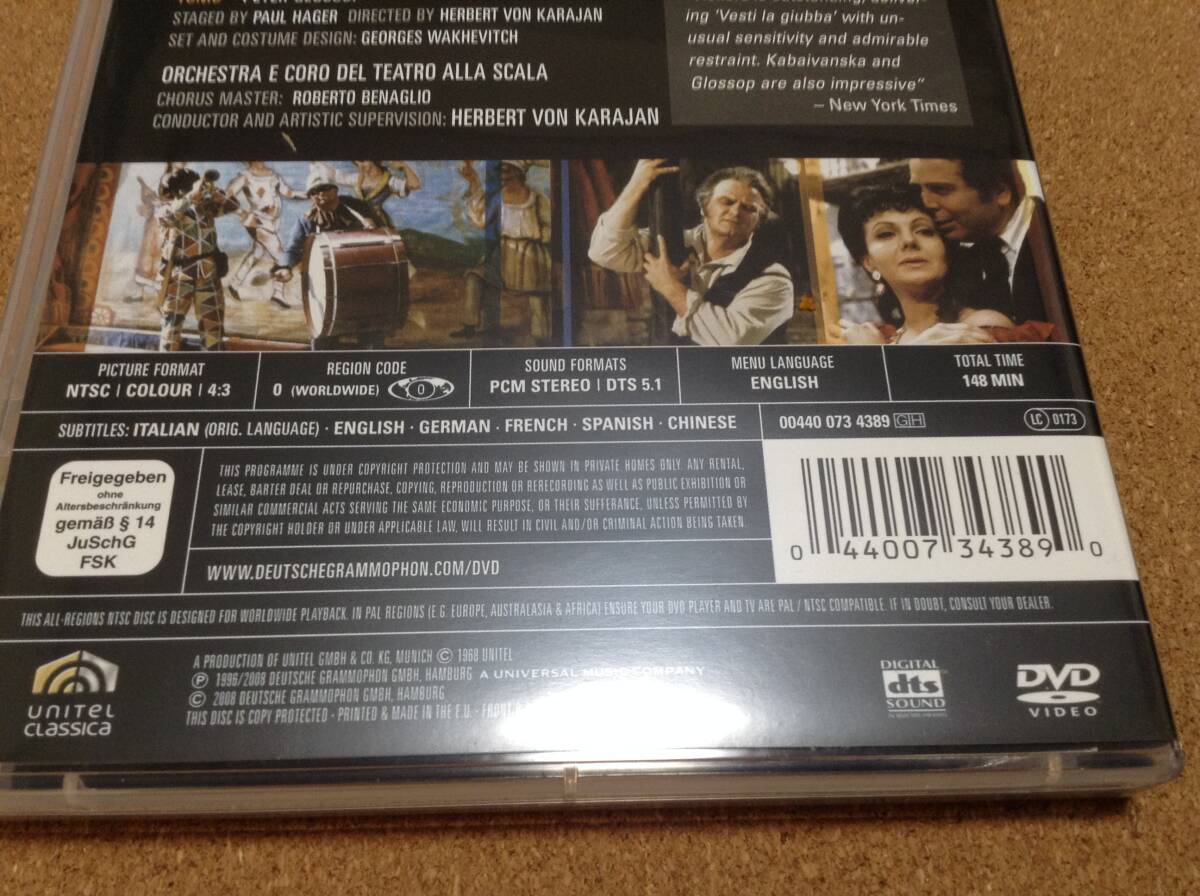 STAGED BY PAUL HAGER DIRECTED BY HERBERT VON KARAJAN
SET AND COSTUME DESIGN: GEORGES WAKHEVITCH
ORCHESTRA E CORO DEL TEATRO ALLA SCALA
CHORUS MASTER: ROBERTO BENAGLIO
CONDUCTOR AND ARTISTIC SUPERVISION: HERBERT VON KARAJAN
ing 'Vesti la giubba' with un-
usual sensitivity and admirable
restraint. Kabaivanska and
Glossop are also impressive"
– New York Times
PICTURE FORMAT
NTSC | COLOUR | 4:3
REGION CODE
0 (WORLDWIDE) 0
SOUND FORMATS
PCM STEREO | DTS 5.1
MENU LANGUAGE
ENGLISH
TOTAL TIME
148 MIN
SUBTITLES: ITALIAN (ORIG. LANGUAGE) · ENGLISH · GERMAN · FRENCH · SPANISH · CHINESE
00440 073 4389 GH
LC 0173
Freigegeben
ohne
Altersbeschränkung
gemäß § 14
JuSchG
FSK
THIS PROGRAMME IS UNDER COPYRIGHT PROTECTION AND MAY BE SHOWN IN PRIVATE HOMES ONLY. ANY RENTAL,
LEASE, BARTER DEAL OR REPURCHASE, COPYING, REPRODUCTION OR RERECORDING AS WELL AS PUBLIC EXHIBITION OR
SIMILAR COMMERCIAL ACTS SERVING THE SAME ECONOMIC PURPOSE, OR THEIR SUFFERANCE, UNLESS PERMITTED BY
THE COPYRIGHT HOLDER OR UNDER APPLICABLE LAW, WILL RESULT IN CIVIL AND/OR CRIMINAL ACTION BEING TAKEN.
WWW.DEUTSCHEGRAMMOPHON.COM/DVD
0 44007 34389 0
THIS ALL-REGIONS NTSC DISC IS DESIGNED FOR WORLDWIDE PLAYBACK. IN PAL REGIONS (E.G. EUROPE, AUSTRALASIA & AFRICA) ENSURE YOUR DVD PLAYER AND TV ARE PAL / NTSC COMPATIBLE. IF IN DOUBT, CONSULT YOUR DEALER.
UNITEL
CLASSICA
A PRODUCTION OF UNITEL GMBH & CO. KG, MUNICH © 1968 UNITEL
℗ 1996/2008 DEUTSCHE GRAMMOPHON GMBH, HAMBURG A UNIVERSAL MUSIC COMPANY
© 2008 DEUTSCHE GRAMMOPHON GMBH, HAMBURG
THIS DISC IS COPY PROTECTED · PRINTED & MADE IN THE E.U. · FRONT
DIGITAL
dts
SOUND
DVD
VIDEO